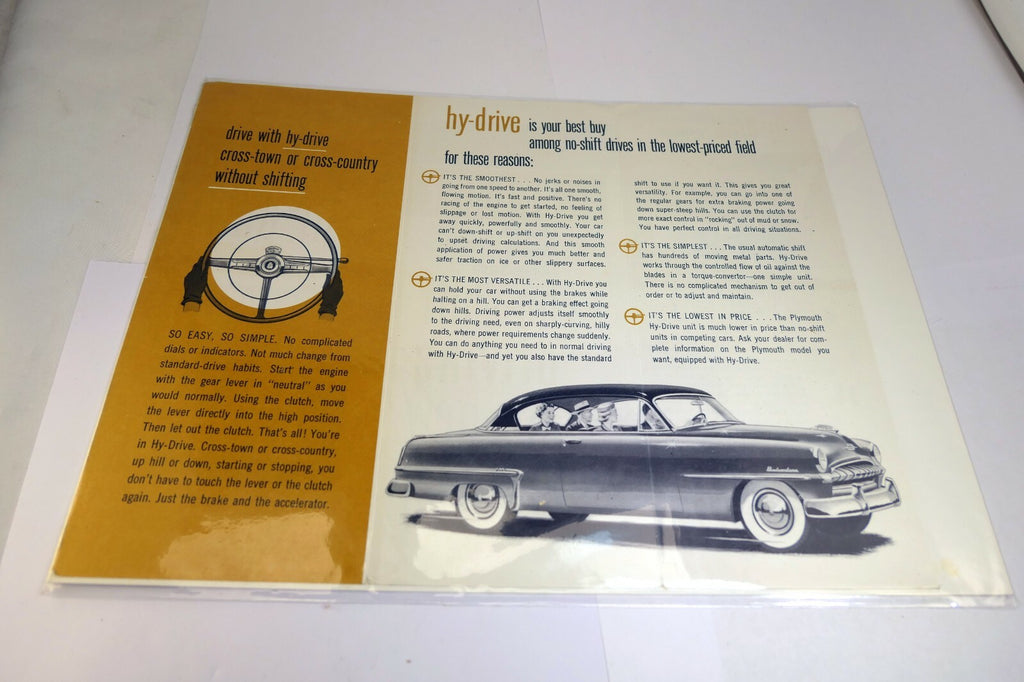 drive with hy-drive
cross-town or cross-country
without shifting
SO EASY, SO SIMPLE. No complicated
dials or indicators. Not much change from
standard-drive habits. Start the engine
with the gear lever in "neutral" as you
would normally. Using the clutch, move
the lever directly into the high position.
Then let out the clutch. That's all! You're
in Hy-Drive. Cross-town or cross-country,
up hill or down, starting or stopping, you
don't have to touch the lever or the clutch
again. Just the brake and the accelerator.
hy-drive is your best buy
among no-shift drives in the lowest-priced field
for these reasons:
IT'S THE SMOOTHEST . . . No jerks or noises in
going from one speed to another. It's all one smooth,
flowing motion. It's fast and positive. There's no
racing of the engine to get started, no feeling of
slippage or lost motion. With Hy-Drive you get
away quickly, powerfully and smoothly. Your car
can't down-shift or up-shift on you unexpectedly
to upset driving calculations. And this smooth
application of power gives you much better and
safer traction on ice or other slippery surfaces.
IT'S THE MOST VERSATILE . . . With Hy-Drive you
can hold your car without using the brakes while
halting on a hill. You can get a braking effect going
down hills. Driving power adjusts itself smoothly
to the driving need, even on sharply-curving, hilly
roads, where power requirements change suddenly.
You can do anything you need to in normal driving
with Hy-Drive—and yet you also have the standard
shift to use if you want it. This gives you great
versatility. For example, you can go into one of
the regular gears for extra braking power going
down super-steep hills. You can use the clutch for
more exact control in "rocking" out of mud or snow.
You have perfect control in all driving situations.
IT'S THE SIMPLEST . . . The usual automatic shift
has hundreds of moving metal parts. Hy-Drive
works through the controlled flow of oil against the
blades in a torque-convertor—one simple unit.
There is no complicated mechanism to get out of
order or to adjust and maintain.
IT'S THE LOWEST IN PRICE . . . The Plymouth
Hy-Drive unit is much lower in price than no-shift
units in competing cars. Ask your dealer for com-
plete information on the Plymouth model you
want, equipped with Hy-Drive.
Belvedere